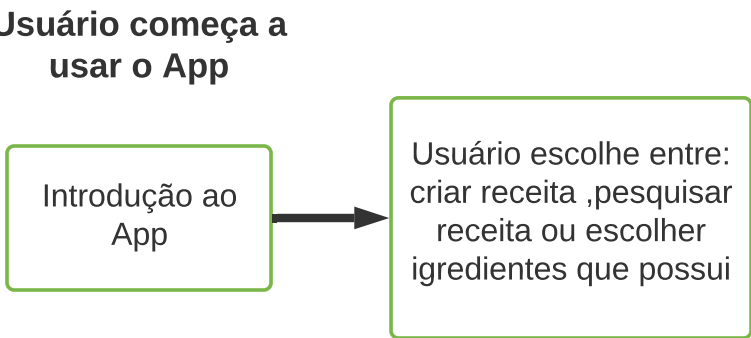 Usuário começa a
usar o App
Introdução ao
App
Usuário escolhe entre:
criar receita ,pesquisar
receita ou escolher
igredientes que possui